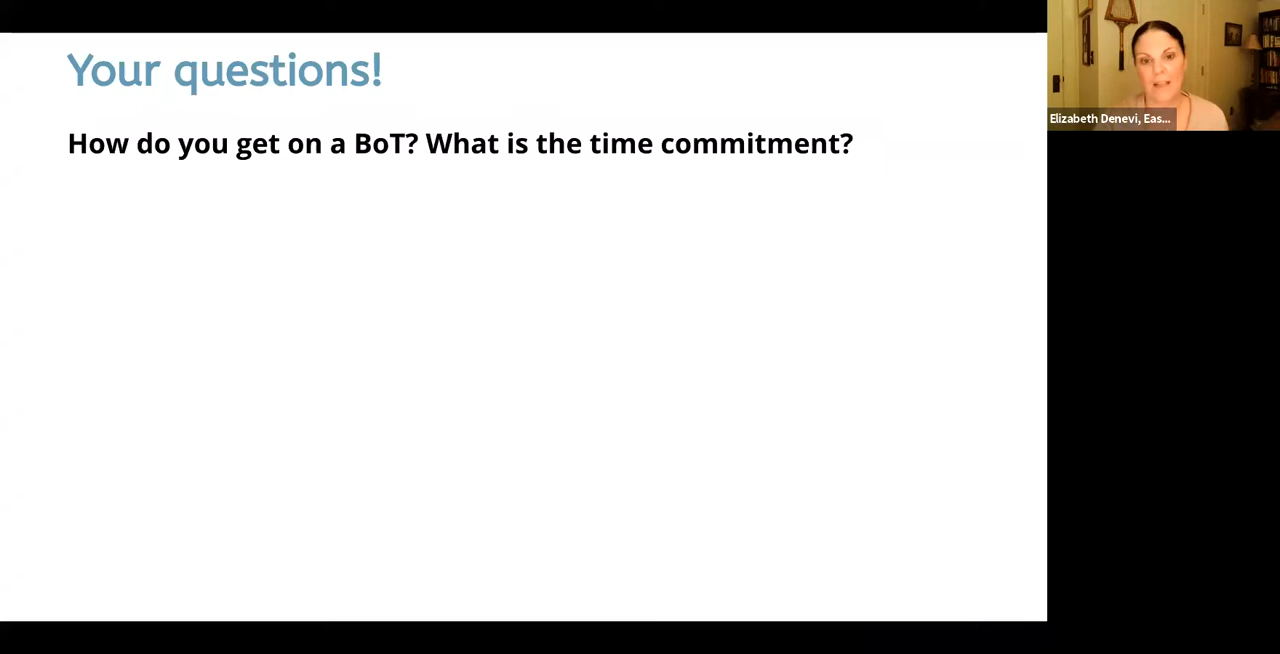 Your questions!
How do you get on a BoT? What is the time commitment?
Elizabeth Denevi, Eas...